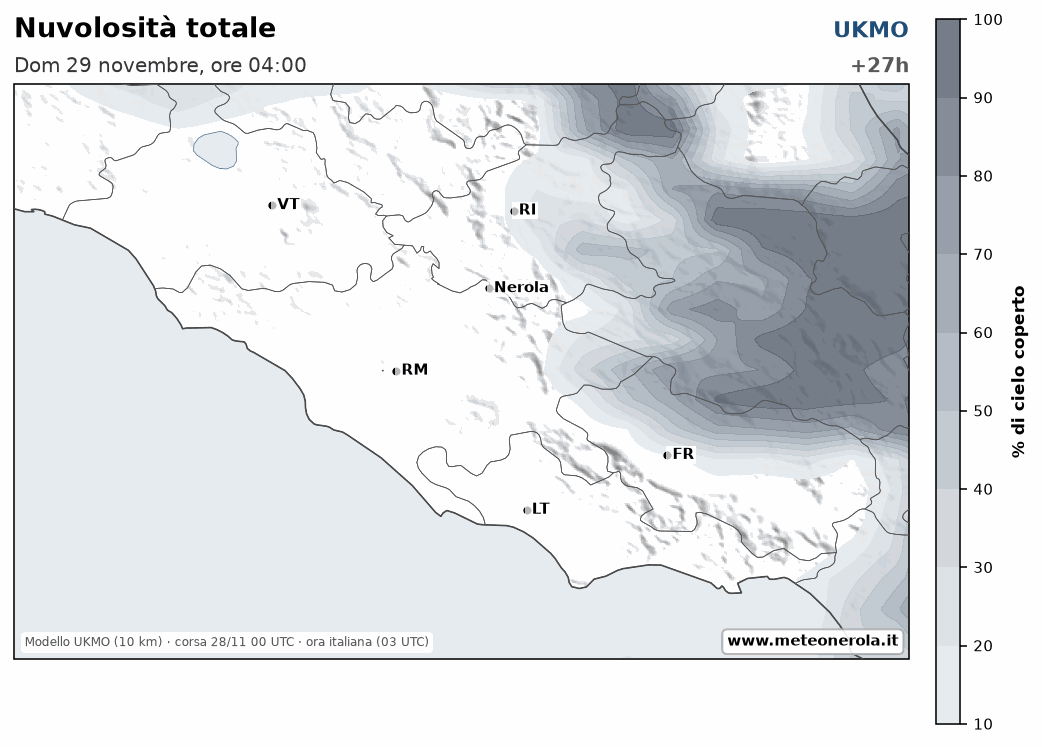 Nuvolosità totale
UKMO
Dom 29 novembre, ore 04:00
+27h
VT
RI
Nerola
RM
FR
LT
Modello UKMO (10 km) · corsa 28/11 00 UTC · ora italiana (03 UTC)
www.meteonerola.it
100
90
80
70
60
50
40
30
20
10
% di cielo coperto